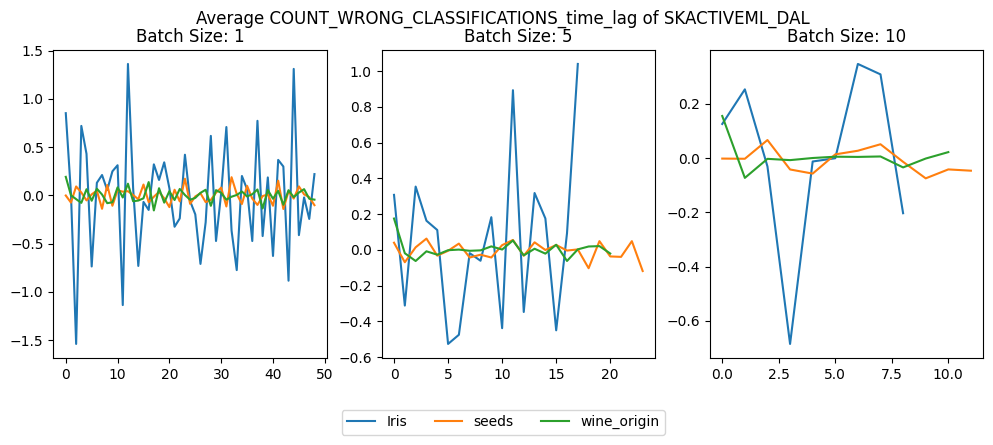 Average COUNT_WRONG_CLASSIFICATIONS_time_lag of SKACTIVEML_DAL
Batch Size: 1
1.5
1.0
0.5
0.0
−0.5
−1.0
−1.5
0 10 20 30 40 50
Batch Size: 5
1.0
0.8
0.6
0.4
0.2
0.0
−0.2
−0.4
−0.6
0 5 10 15 20
Batch Size: 10
0.2
0.0
−0.2
−0.4
−0.6
0.0 2.5 5.0 7.5 10.0
Iris seeds wine_origin